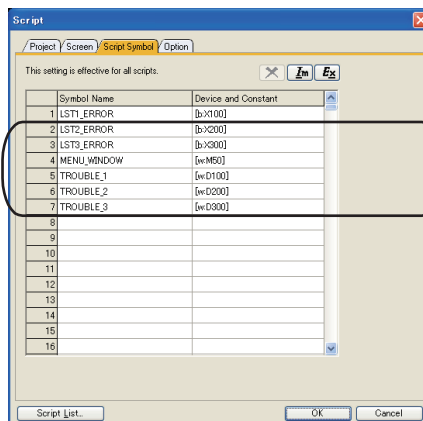 Script
Project Screen Script Symbol Option
This setting is effective for all scripts.
Im Ex
Symbol Name Device and Constant
1 LST1_ERROR [b:X100]
2 LST2_ERROR [b:X200]
3 LST3_ERROR [b:X300]
4 MENU_WINDOW [w:M50]
5 TROUBLE_1 [w:D100]
6 TROUBLE_2 [w:D200]
7 TROUBLE_3 [w:D300]
8
9
10
11
12
13
14
15
16
Script List... OK Cancel